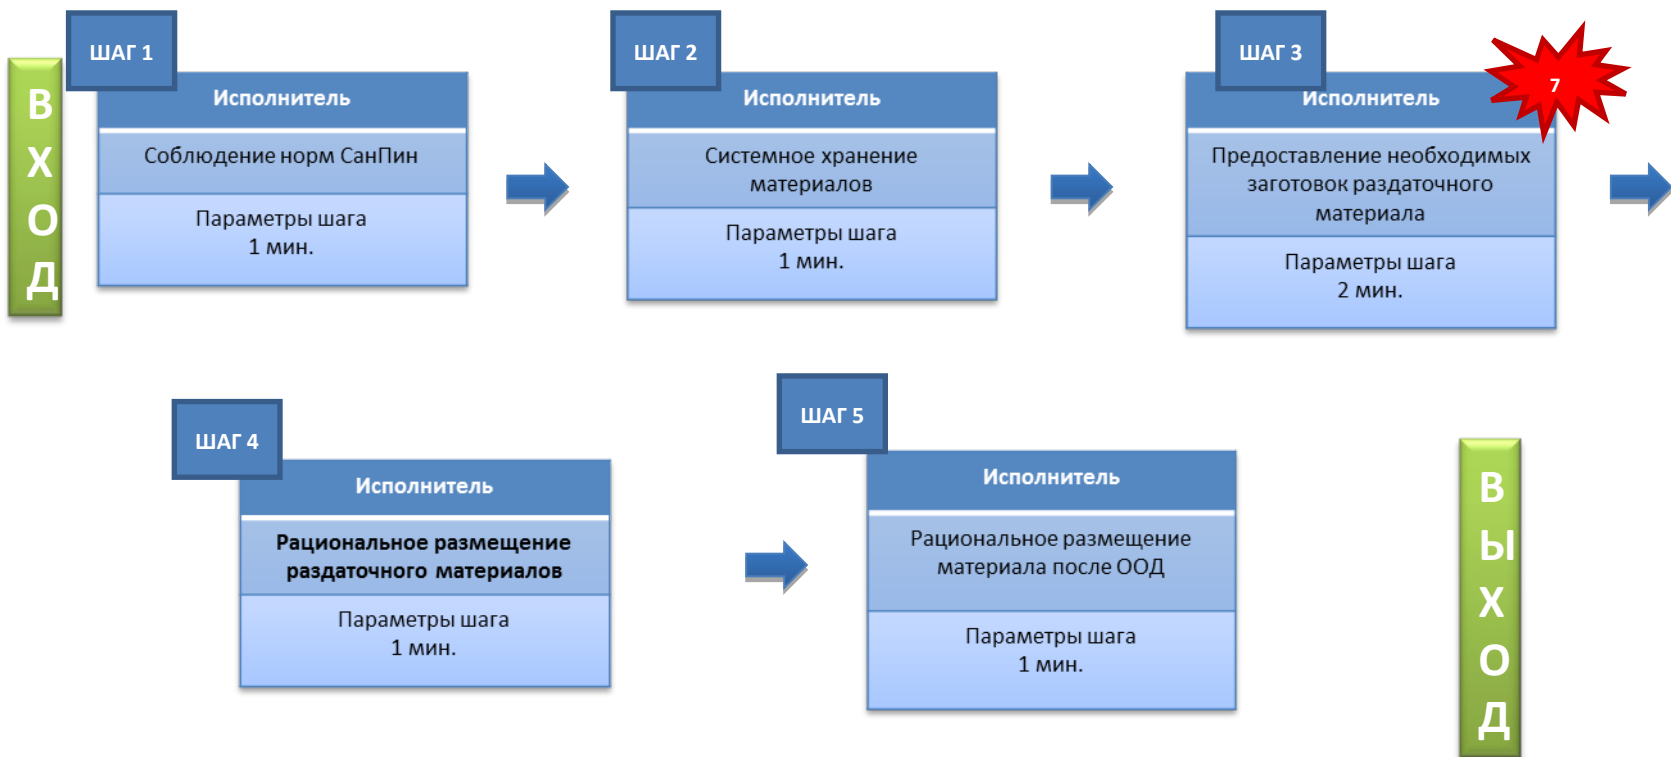 ВХОД
ШАГ 1
Исполнитель
Соблюдение норм СанПин
Параметры шага
1 мин.
ШАГ 2
Исполнитель
Системное хранение
материалов
Параметры шага
1 мин.
ШАГ 3
7
Исполнитель
Предоставление необходимых
заготовок раздаточного
материала
Параметры шага
2 мин.
ШАГ 4
Исполнитель
Рациональное размещение
раздаточного материалов
Параметры шага
1 мин.
ШАГ 5
Исполнитель
Рациональное размещение
материала после ООД
Параметры шага
1 мин.
ВЫХОД